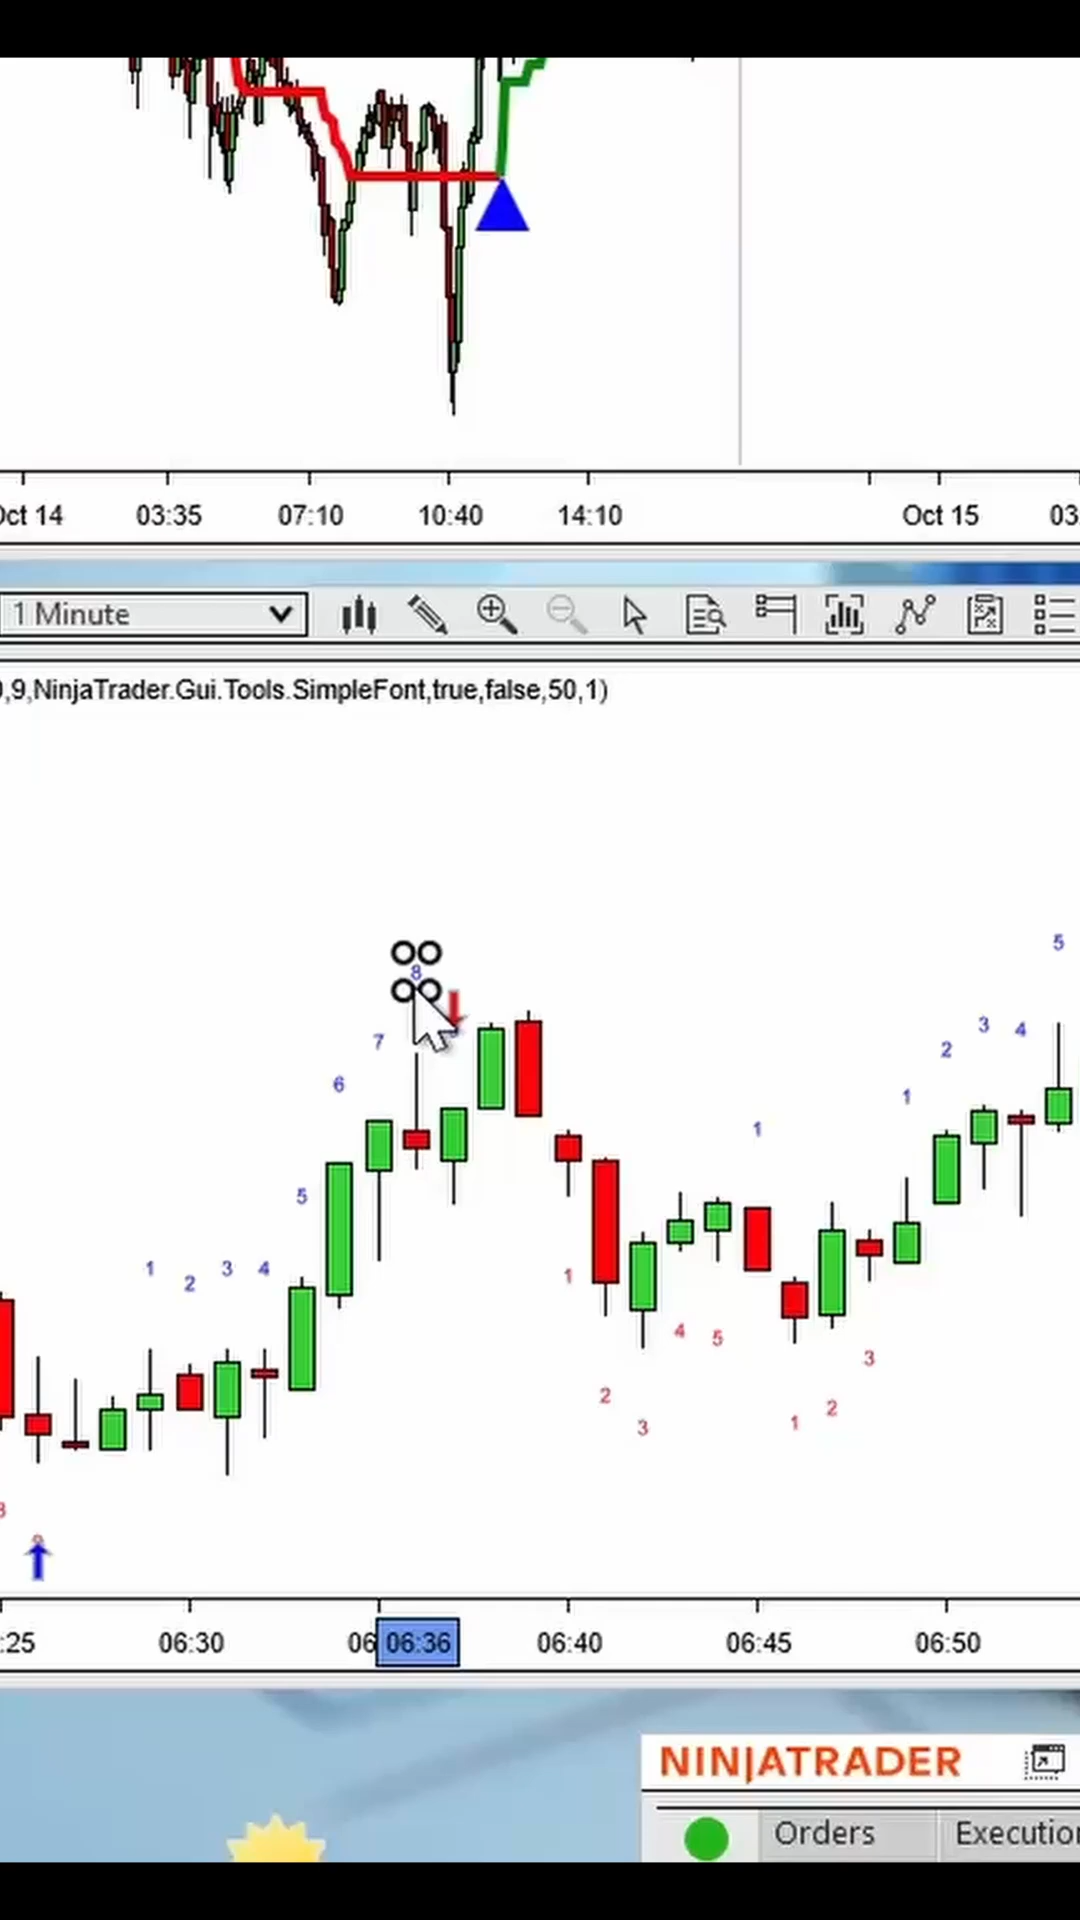 Oct 14 03:35 07:10 10:40 14:10 Oct 15 03
1 Minute
,9,NinjaTrader.Gui.Tools.SimpleFont,true,false,50,1)
5
8
3
7 2 4
6
1
1
5
1 3 4
2
1
4 5
3
2
1 2
3
9
:25 06:30 06 06:36 06:40 06:45 06:50
NINJATRADER
Orders Execution